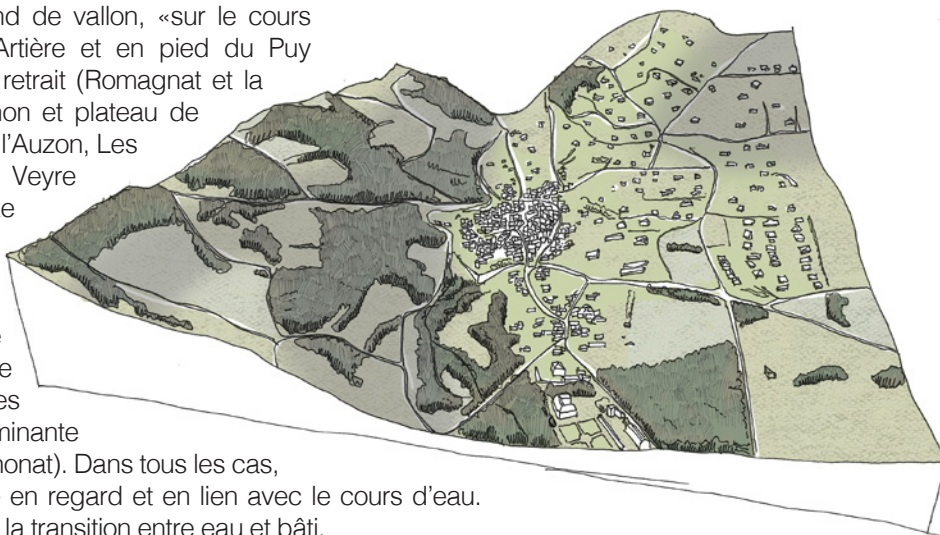 nd de vallon, «sur le cours
Artière et en pied du Puy
retrait (Romagnat et la
non et plateau de
l'Auzon, Les
Veyre
e
e
es
minante
nonat). Dans tous les cas,
en regard et en lien avec le cours d'eau.
la transition entre eau et bâti.